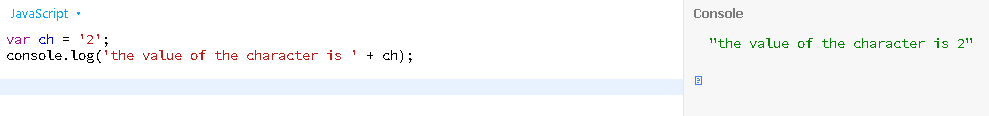 JavaScript
var ch = '2';
console.log('the value of the character is ' + ch);
Console
"the value of the character is 2"